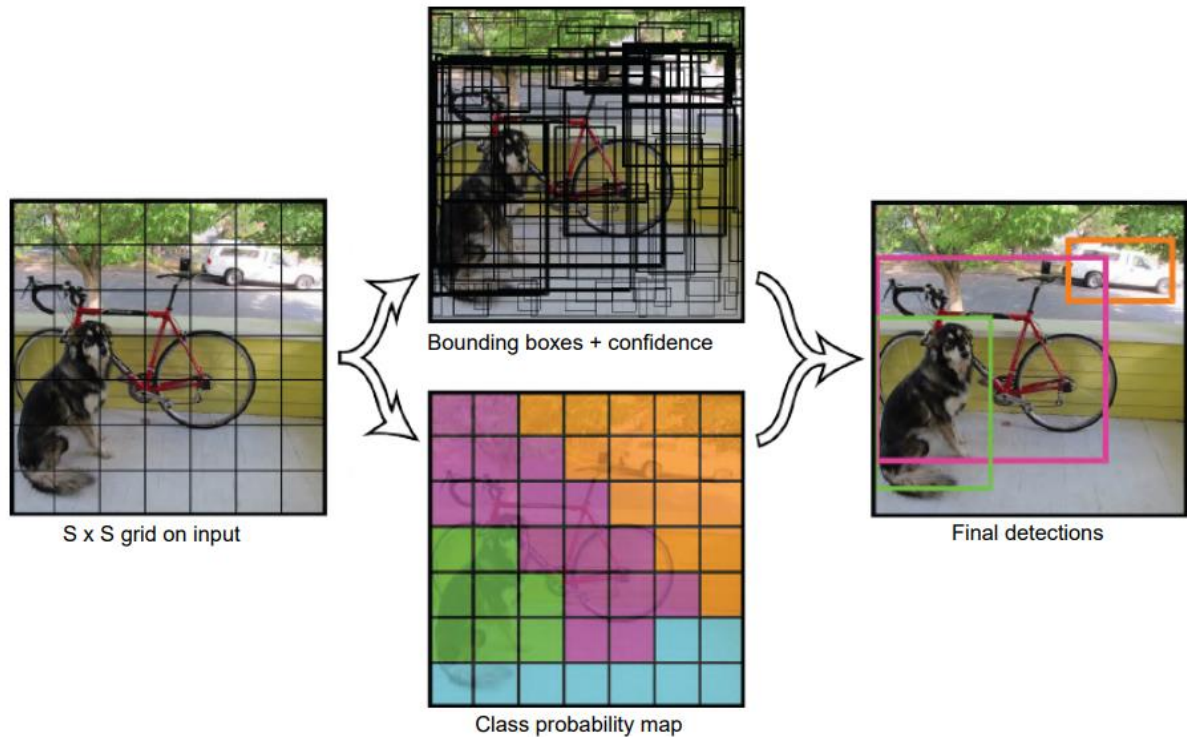 S x S grid on input
Bounding boxes + confidence
Class probability map
Final detections